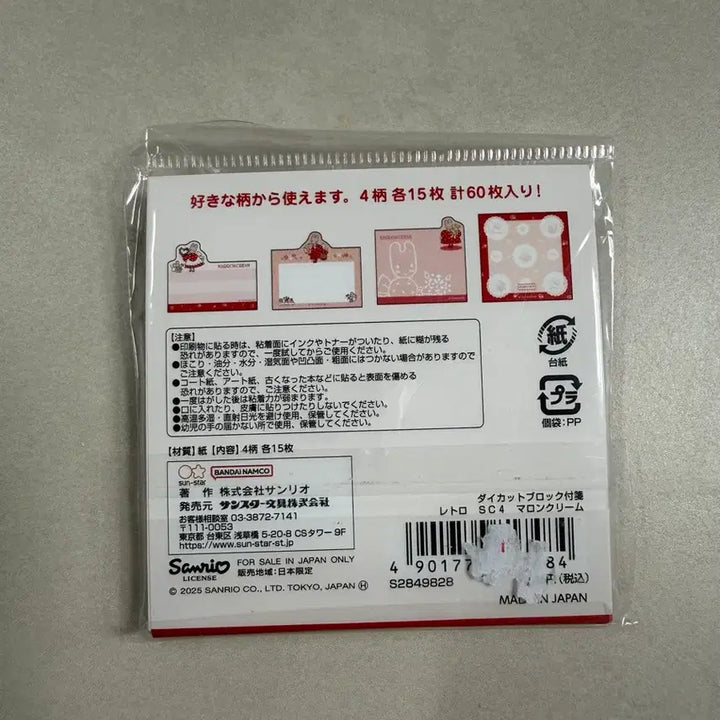 好きな柄から使えます。4柄 各15枚 計60枚入り!
【注意】
●印刷物に貼る時は、粘着面にインクやトナーがついたり、紙に糊が残る
恐れがありますので、一度試してからご使用ください。
●ほこり・油分・水分・湿気面や凹凸面・粗面にはつかない場合がありますので
ご注意ください。
●コート紙、アート紙、古くなった本などに貼ると表面を傷める
恐れがありますので、ご注意ください。
●一度はがした後は粘着力が弱まります。
●口に入れたり、皮膚に貼りつけたりしないでください。
●高温多湿・直射日光を避け使用、保管してください。
●幼児の手の届かない所で使用、保管してください。
紙
台紙
プラ
個袋:PP
【材質】紙【内容】4柄 各15枚
sun-star
BANDAI NAMCO
著 作 株式会社サンリオ
発売元 サンスター文具株式会社
お客様相談室 03-3872-7141
〒111-0053
東京都 台東区 浅草橋 5-20-8 CSタワー 9F
https://www.sun-star-st.jp
Sanrio
LICENSE
FOR SALE IN JAPAN ONLY
販売地域:日本限定
© 2025 SANRIO CO., LTD. TOKYO, JAPAN Ⓗ
ダイカットブロック付箋
レトロ SC4 マロンクリーム
4 90177 84
S2849828 円(税込)
MADE IN JAPAN